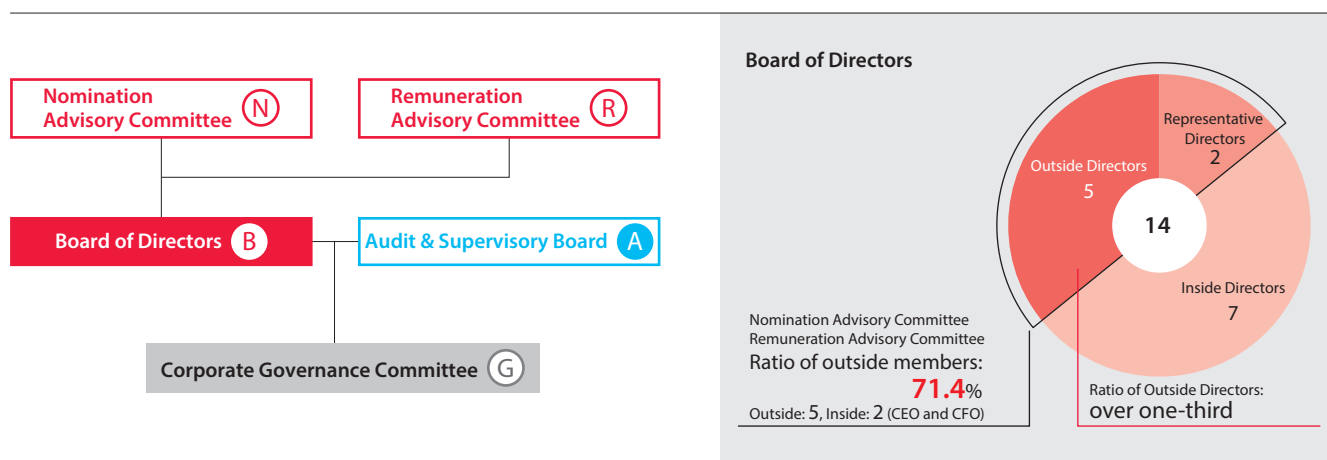 Nomination
Advisory Committee
N
Remuneration
Advisory Committee
R
Board of Directors
B
Audit & Supervisory Board
A
Corporate Governance Committee
G
Board of Directors
Representative
Directors
2
Outside Directors
5
14
Inside Directors
7
Nomination Advisory Committee
Remuneration Advisory Committee
Ratio of outside members:
71.4%
Outside: 5, Inside: 2 (CEO and CFO)
Ratio of Outside Directors:
over one-third